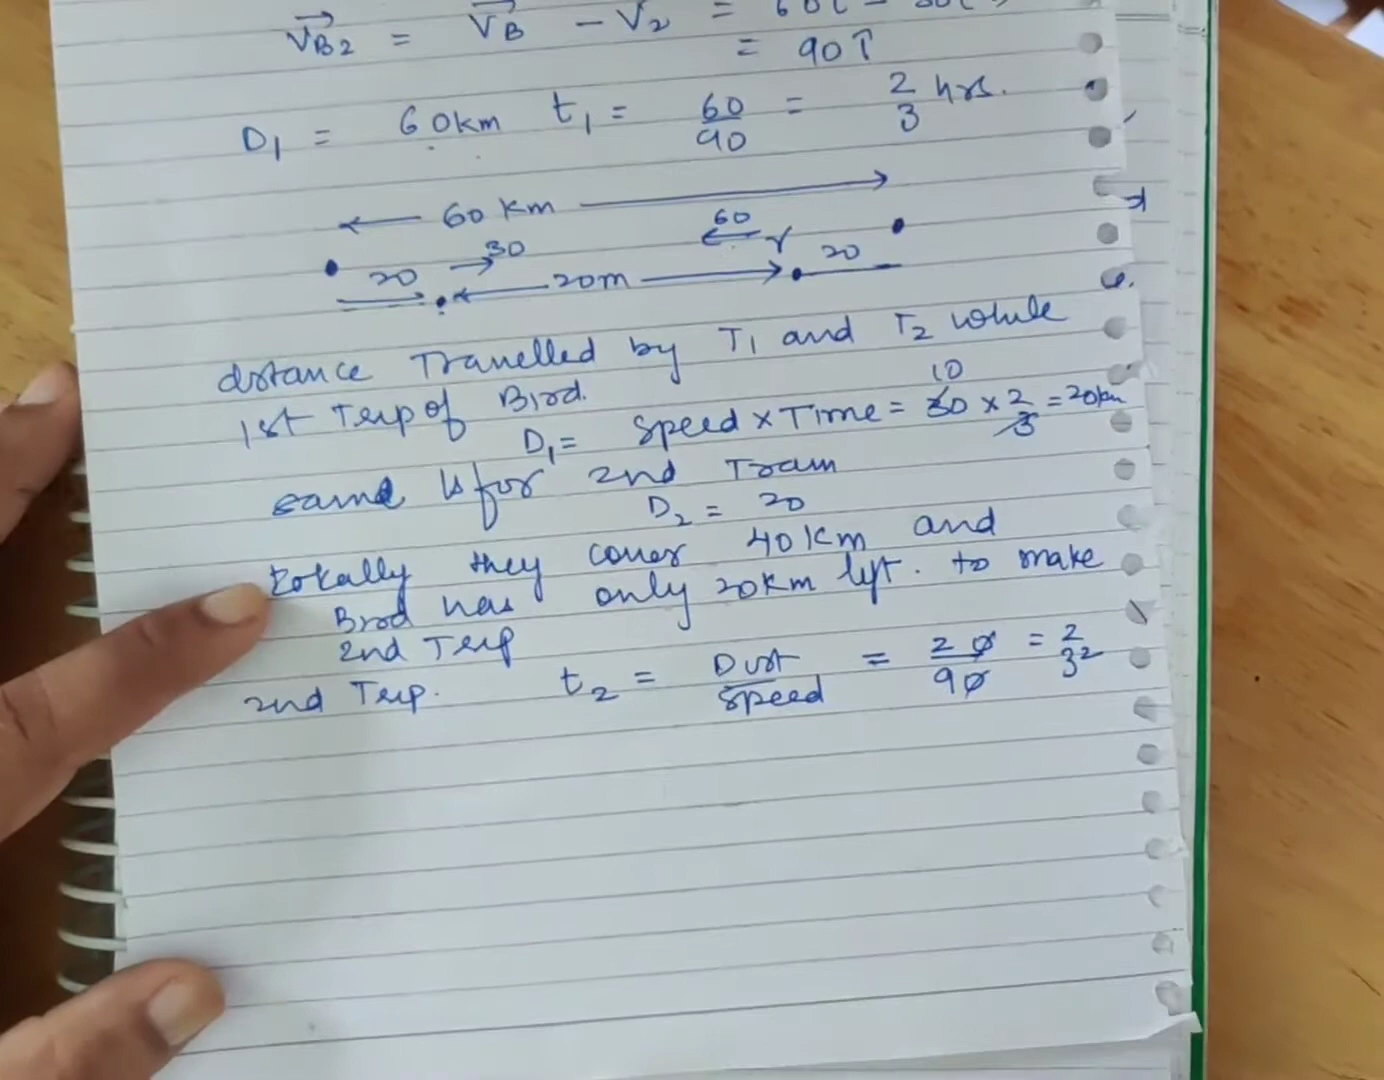 VB2 = VB - V2 = 60
= 90 î
D1 = 60km t1 = 60/90 = 2/3 hrs.
60 km
60
30
20 20m 20
distance Travelled by T1 and T2 while
1st Trip of Bird.
10
D1 = Speed × Time = 30 × 2/3 = 20km
same is for 2nd Train
D2 = 20
totally they cover 40km and
Bird has only 20km left. to make
2nd Trip
2nd Trip. t2 = Dist/Speed = 20/90 = 2/3²